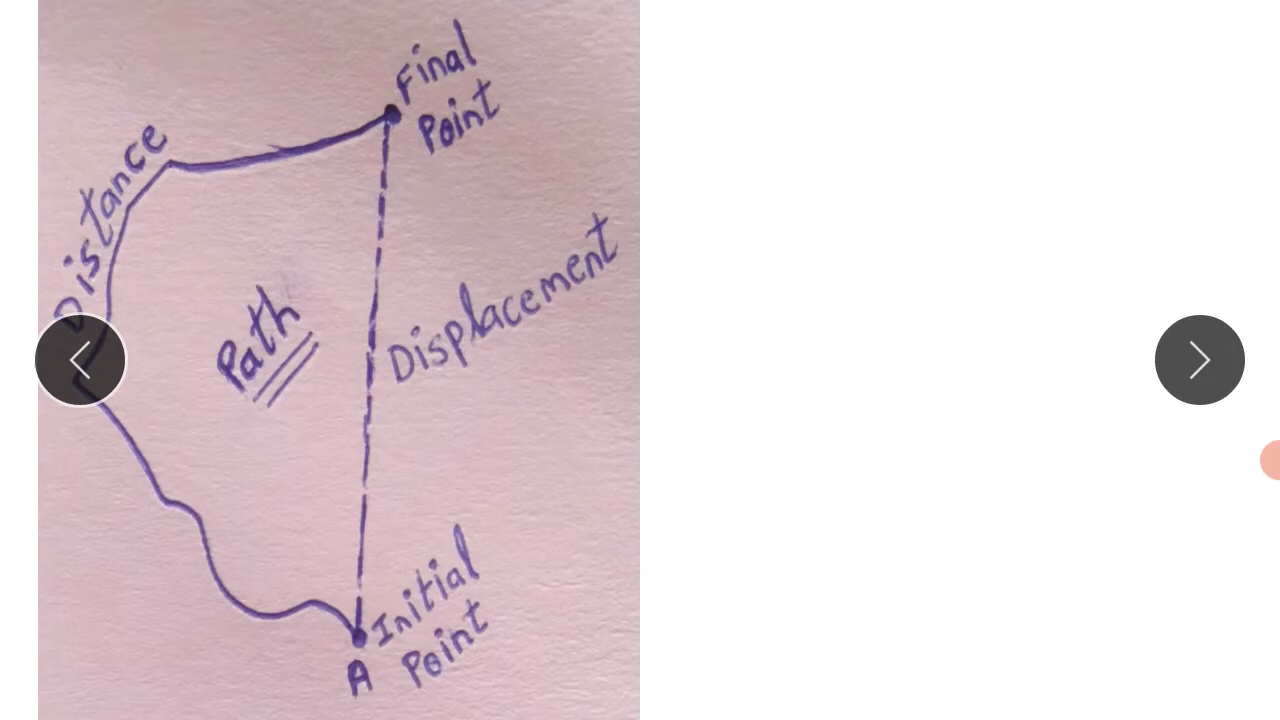 Final
Point
Distance
Path
Displacement
Initial
Point
A